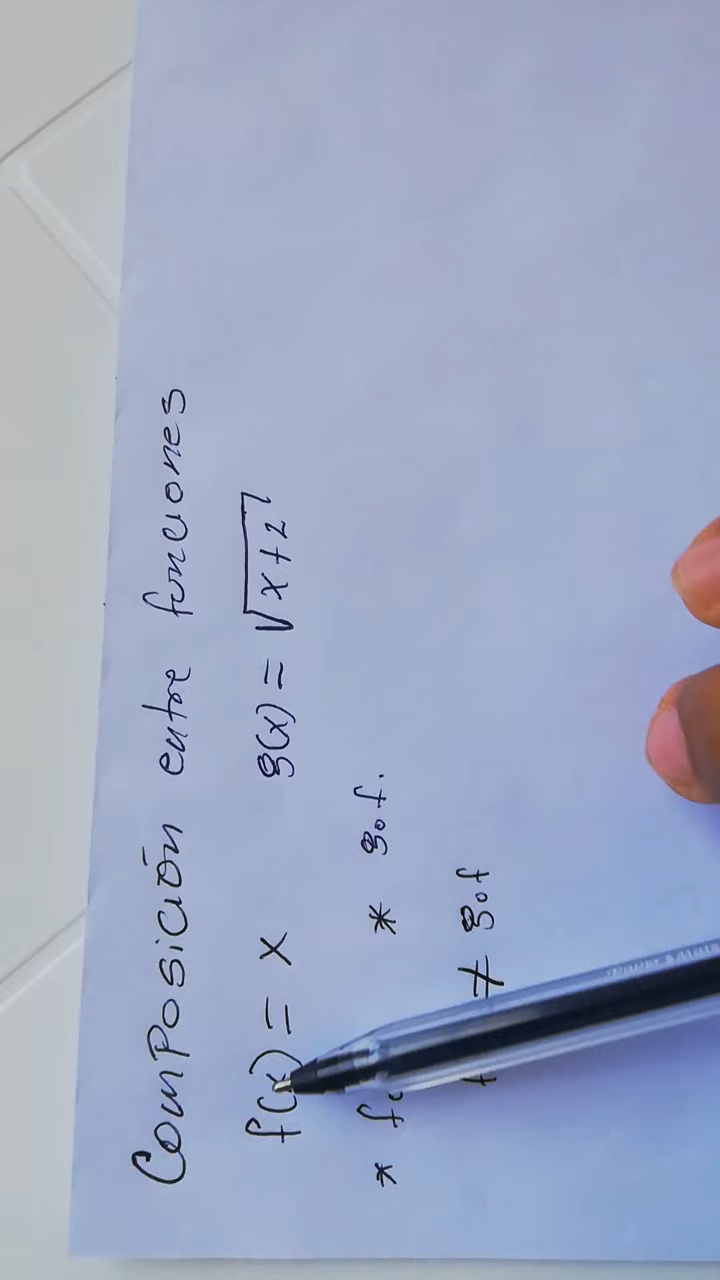 Composición entre funciones
f(x) = x g(x) = √x+2
* * g∘f.
≠ g∘f